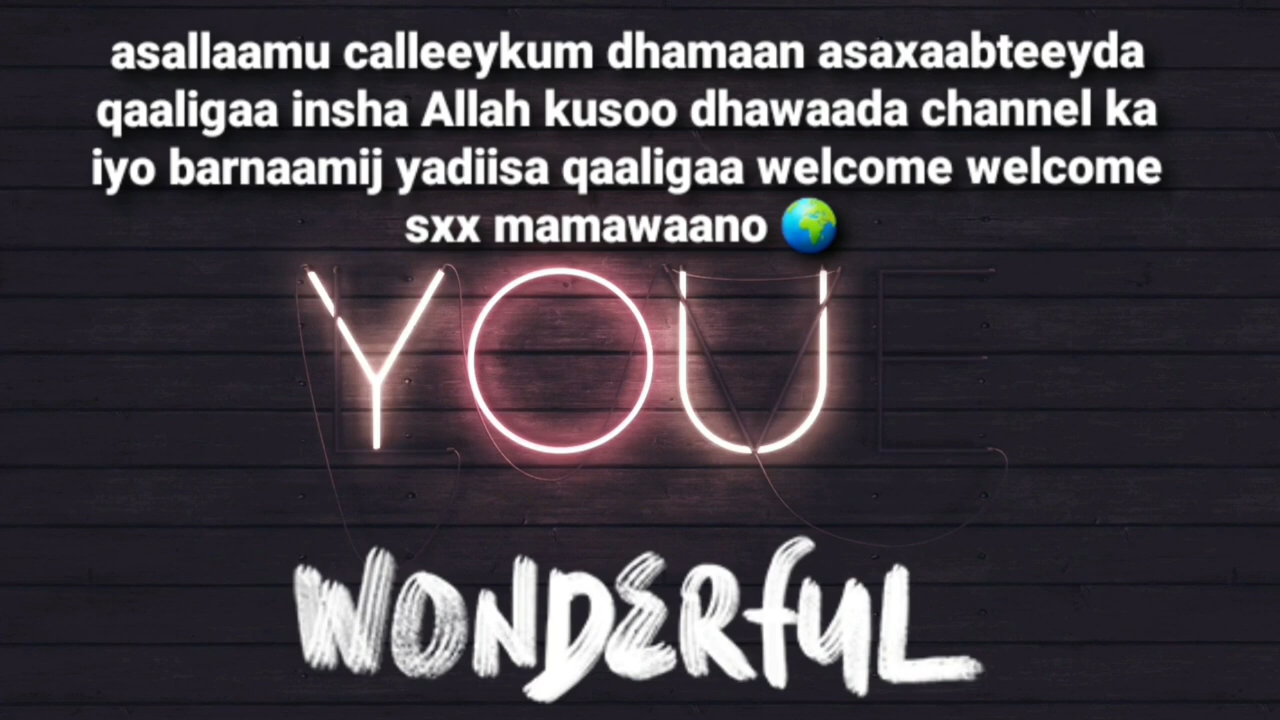 asallaamu calleeykum dhamaan asaxaabteeyda
qaaligaa insha Allah kusoo dhawaada channel ka
iyo barnaamij yadiisa qaaligaa welcome welcome
sxx mamawaano 🌍
YOU
WONDERFUL